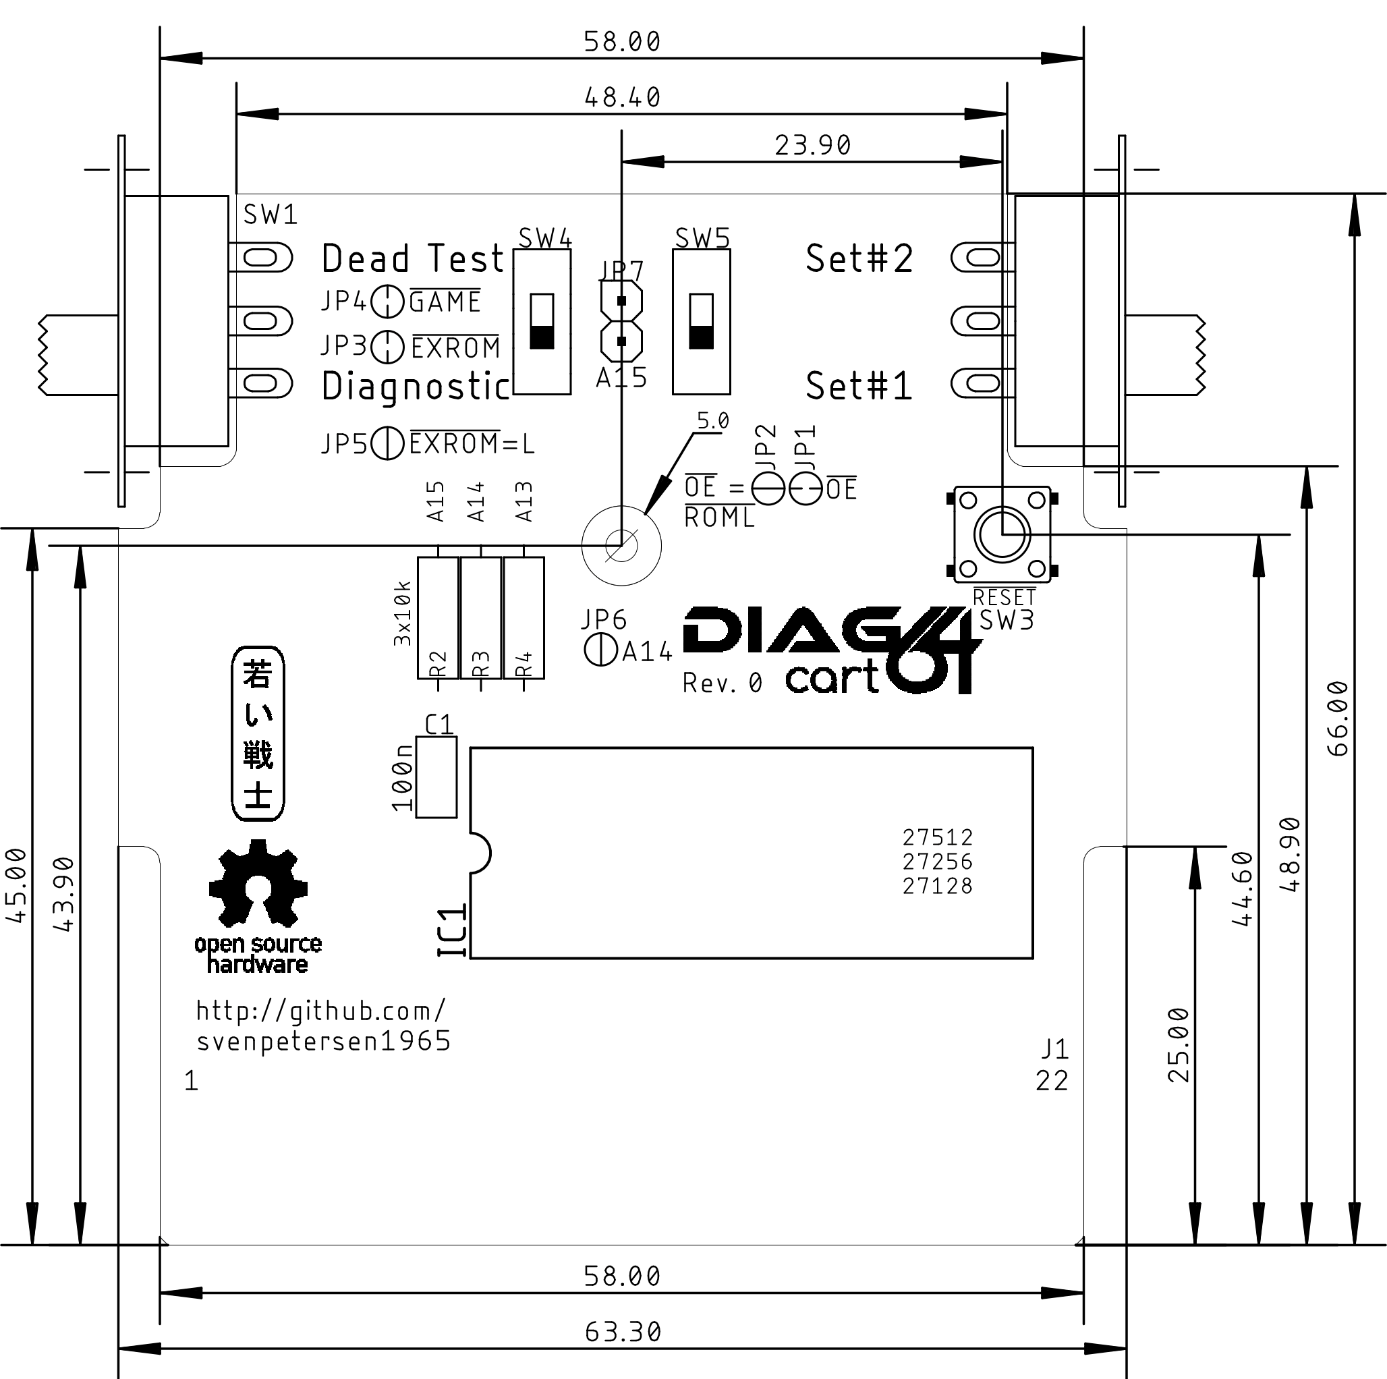 58.00
48.40
23.90
SW1
SW4
SW5
Dead Test
JP7
Set#2
JP4
GAME
JP3
EXROM
Diagnostic
A15
Set#1
JP5
EXROM=L
5.0
JP2
JP1
OE =
ROML
OE
A15
A14
A13
3x10k
R2
R3
R4
RESET
SW3
JP6
A14
DIAG64
cart
Rev. 0
若い戦士
C1
100n
27512
27256
27128
IC1
open source
hardware
http://github.com/
svenpetersen1965
1
J1
22
45.00
43.90
25.00
44.60
48.90
66.00
58.00
63.30